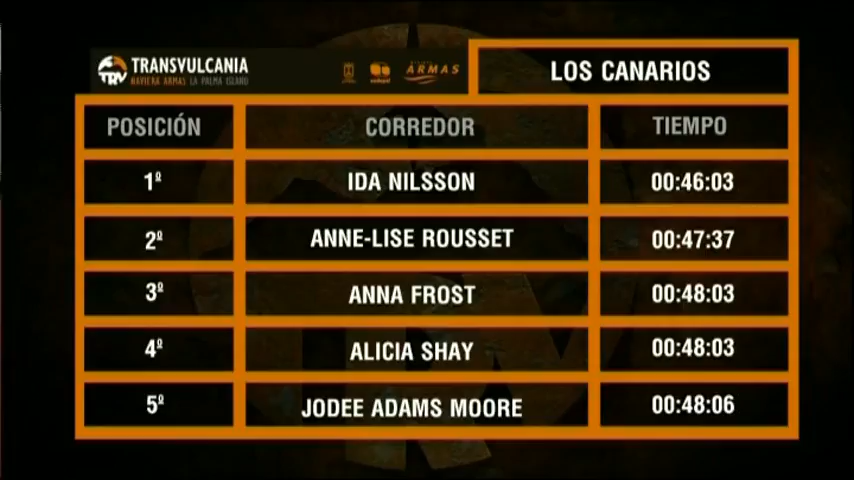 TRANSVULCANIA
NAVIERA ARMAS LA PALMA ISLAND
ARMAS
LOS CANARIOS
POSICIÓN CORREDOR TIEMPO
1º IDA NILSSON 00:46:03
2º ANNE-LISE ROUSSET 00:47:37
3º ANNA FROST 00:48:03
4º ALICIA SHAY 00:48:03
5º JODEE ADAMS MOORE 00:48:06